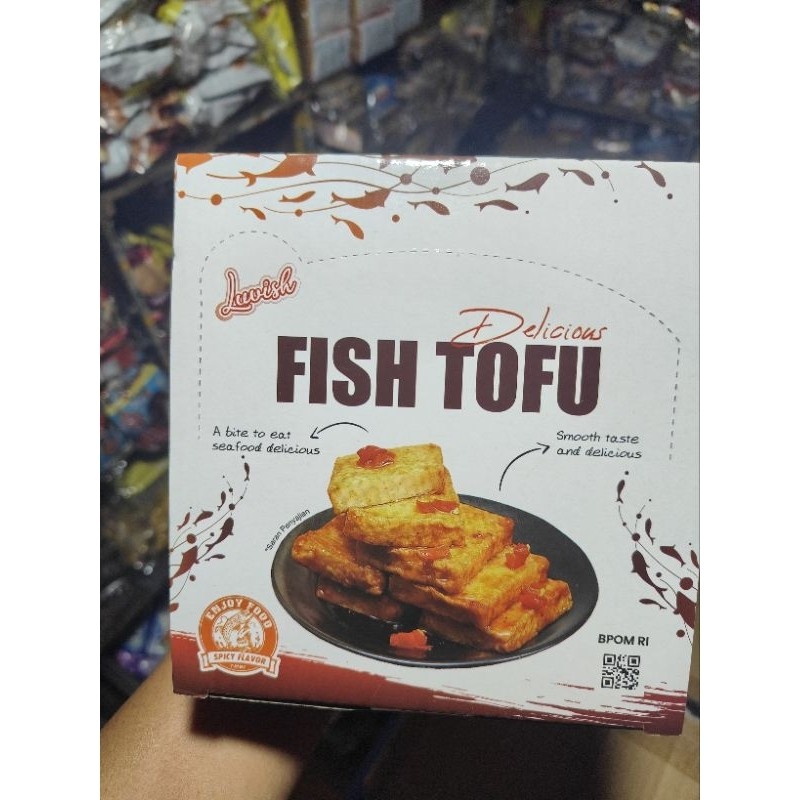 Luvish
Delicious
FISH TOFU
A bite to eat
seafood delicious
Smooth taste
and delicious
*Saran Penyajian
ENJOY FOOD
SPICY FLAVOR
BPOM RI